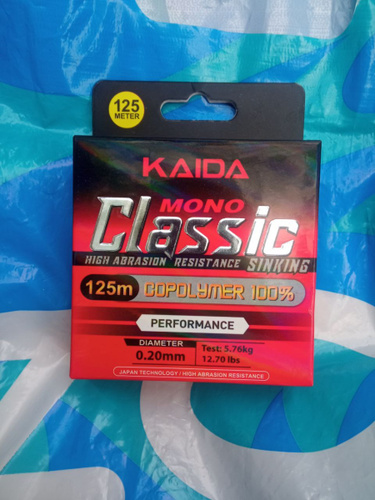 125
METER
KAIDA
MONO
Classic
HIGH ABRASION RESISTANCE SINKING
125m COPOLYMER 100%
PERFORMANCE
DIAMETER
0.20mm
Test: 5.76kg
12.70 lbs
JAPAN TECHNOLOGY / HIGH ABRASION RESISTANCE